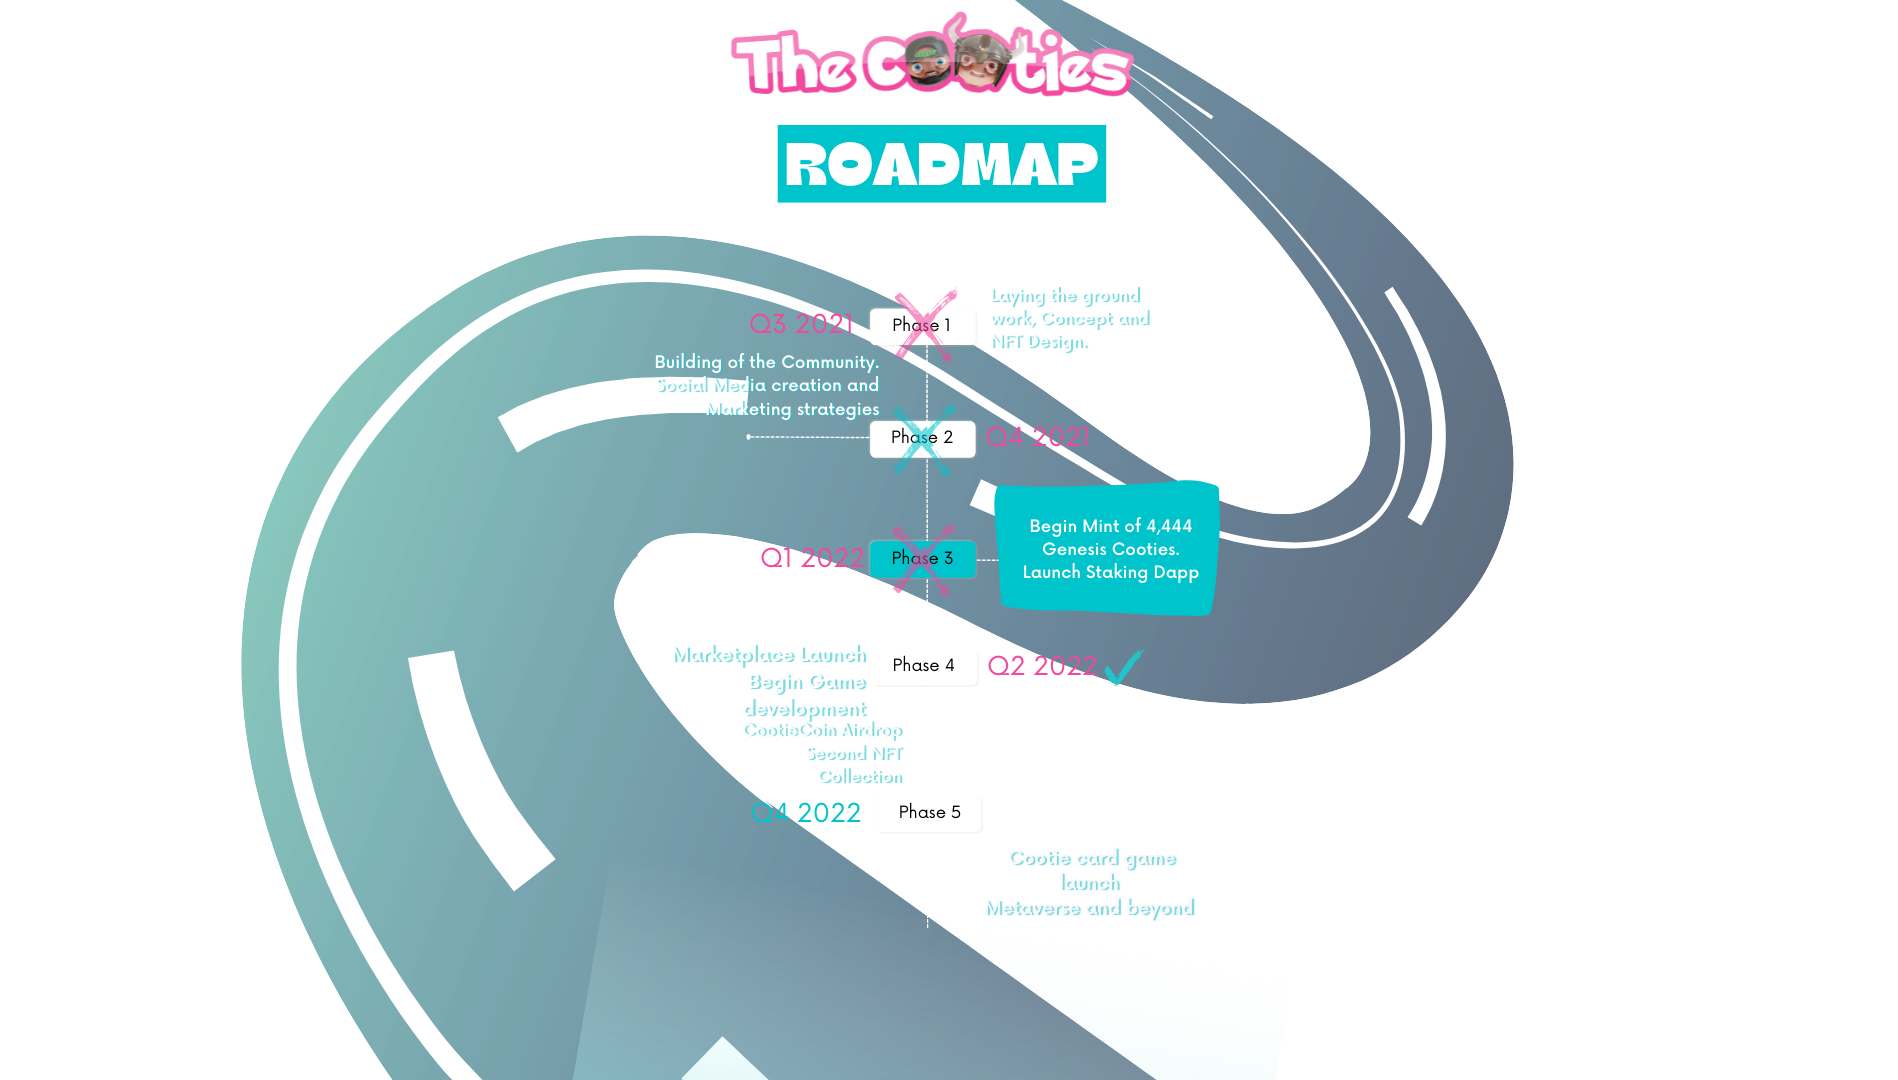 The Cooties
ROADMAP
Q3 2021
Phase 1
Laying the ground
work, Concept and
NFT Design.
Building of the Community.
Social Media creation and
Marketing strategies
Phase 2
Q4 2021
Q1 2022
Phase 3
Begin Mint of 4,444
Genesis Cooties.
Launch Staking Dapp
Marketplace Launch
Begin Game
development
Phase 4
Q2 2022
CootieCoin Airdrop
Second NFT
Collection
Q4 2022
Phase 5
Cootie card game
launch
Metaverse and beyond